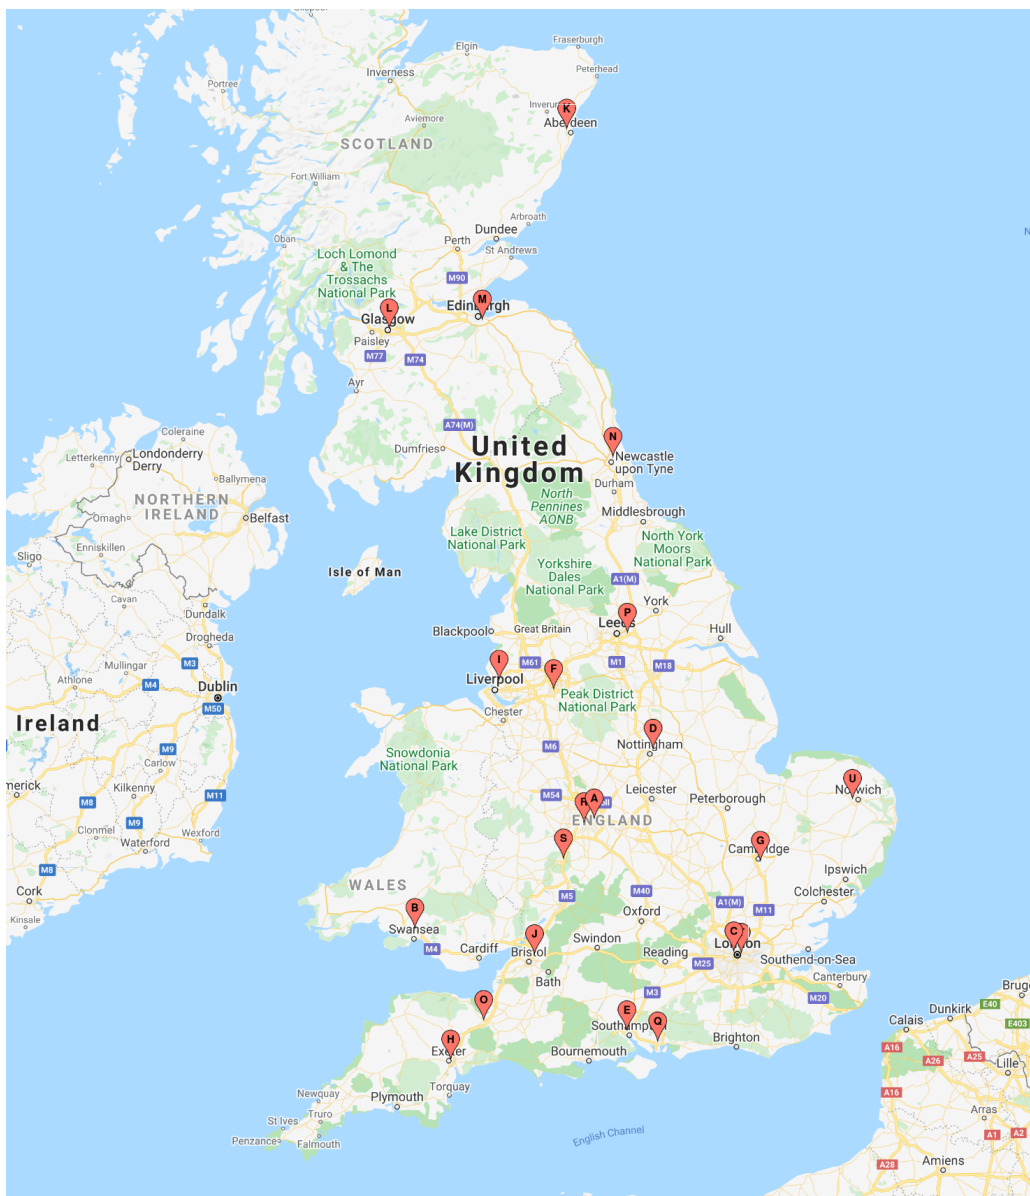 Elgin
Fraserburgh
Inverness
Peterhead
Portree
K
Aviemore
Aberdeen
SCOTLAND
Fort William
Arbroath
Dundee
Oban
Perth
St Andrews
Loch Lomond
& The
Trossachs
National Park
M90
L
M
Glasgow
Paisley
M77
M74
Ayr
A74(M)
N
United
Kingdom
Coleraine
Dumfries
Letterkenny
Londonderry
Derry
Newcastle
upon Tyne
Ballymena
Durham
NORTHERN
IRELAND
North
Pennines
AONB
Omagh
Belfast
Middlesbrough
Lake District
National Park
North York
Moors
National Park
Enniskillen
Sligo
Isle of Man
Yorkshire
Dales
National Park
A1(M)
Cavan
York
Dundalk
P
Blackpool
Great Britain
Hull
Drogheda
I
M61
M1
M18
M3
Mullingar
F
Athlone
M4
Dublin
Liverpool
Peak District
National Park
M50
Chester
Ireland
D
Nottingham
M9
M6
Snowdonia
National Park
Carlow
U
Norwich
Kilkenny
M8
M11
M54
R
A
Leicester
Peterborough
ENGLAND
M9
Clonmel
Wexford
Waterford
S
G
Cambridge
M8
Ipswich
WALES
Cork
M5
M40
Colchester
A1(M)
M11
B
Oxford
Kinsale
Swansea
J
C
M4
Cardiff
Bristol
Swindon
Reading
London
M25
Southend-on-Sea
Bath
Canterbury
M3
M20
O
E
Q
Southampton
Bruge
E40
Dunkirk
Calais
E403
H
Exeter
Bournemouth
Brighton
A16
A26
A25
Lille
Torquay
Newquay
Plymouth
A16
Truro
Arras
St Ives
Penzance
Falmouth
English Channel
A1
A2
A28
Amiens